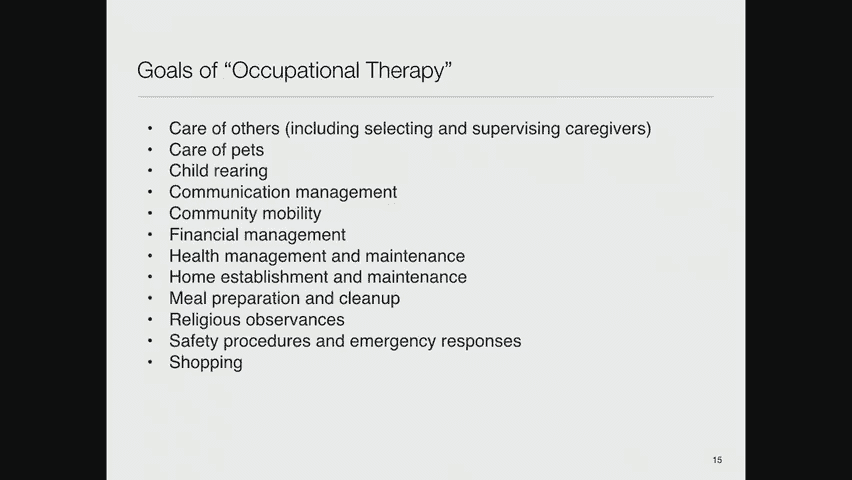 Goals of “Occupational Therapy”
• Care of others (including selecting and supervising caregivers)
• Care of pets
• Child rearing
• Communication management
• Community mobility
• Financial management
• Health management and maintenance
• Home establishment and maintenance
• Meal preparation and cleanup
• Religious observances
• Safety procedures and emergency responses
• Shopping
15